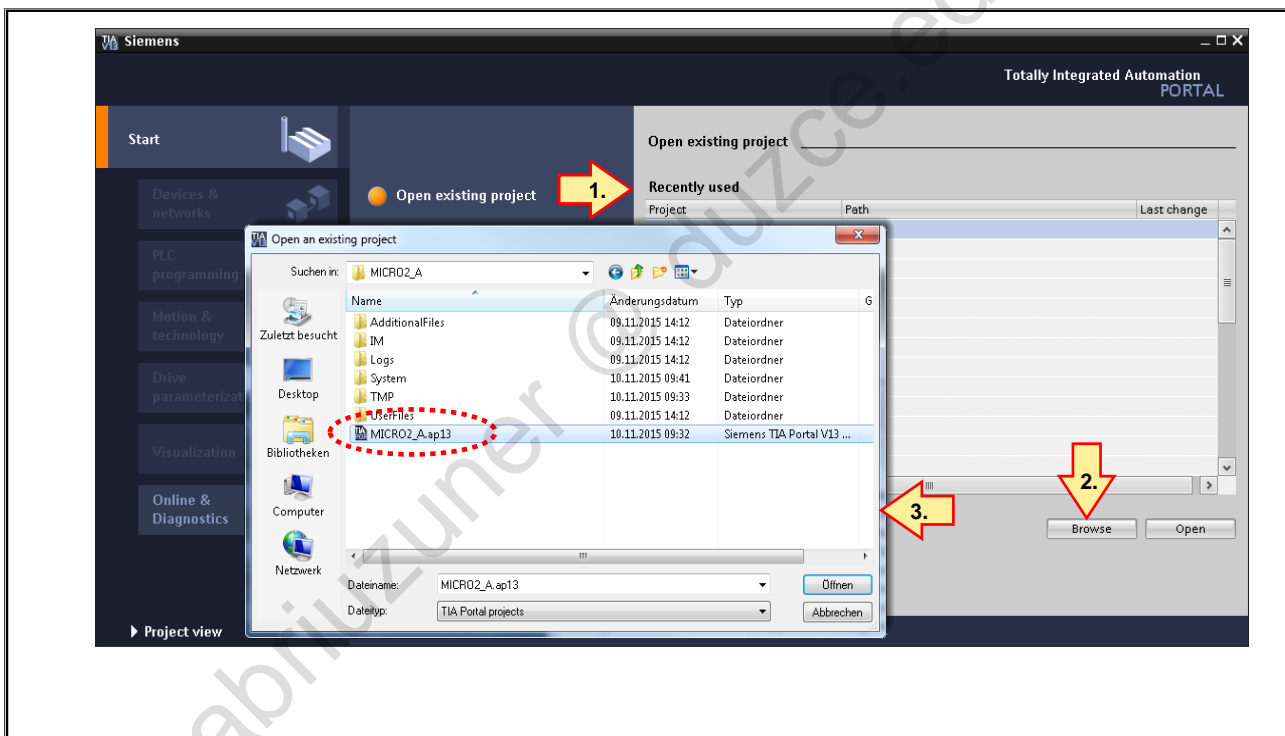 TIA V13 Siemens
Totally Integrated Automation
PORTAL
Start
Devices &
networks
PLC
programming
Motion &
technology
Drive
parameterizat
Visualization
Online &
Diagnostics
Project view
Open existing project
1.
Open existing project
Recently used
Project Path Last change
2.
Browse Open
3.
Open an existing project
Suchen in: MICRO2_A
Zuletzt besucht
Desktop
Bibliotheken
Computer
Netzwerk
Name Änderungsdatum Typ G
AdditionalFiles 09.11.2015 14:12 Dateiordner
IM 09.11.2015 14:12 Dateiordner
Logs 09.11.2015 14:12 Dateiordner
System 10.11.2015 09:41 Dateiordner
TMP 10.11.2015 09:33 Dateiordner
UserFiles 09.11.2015 14:12 Dateiordner
MICRO2_A.ap13 10.11.2015 09:32 Siemens TIA Portal V13 ...
Dateiname: MICRO2_A.ap13 Öffnen
Dateityp: TIA Portal projects Abbrechen
abriuzuner @ duzce.ed